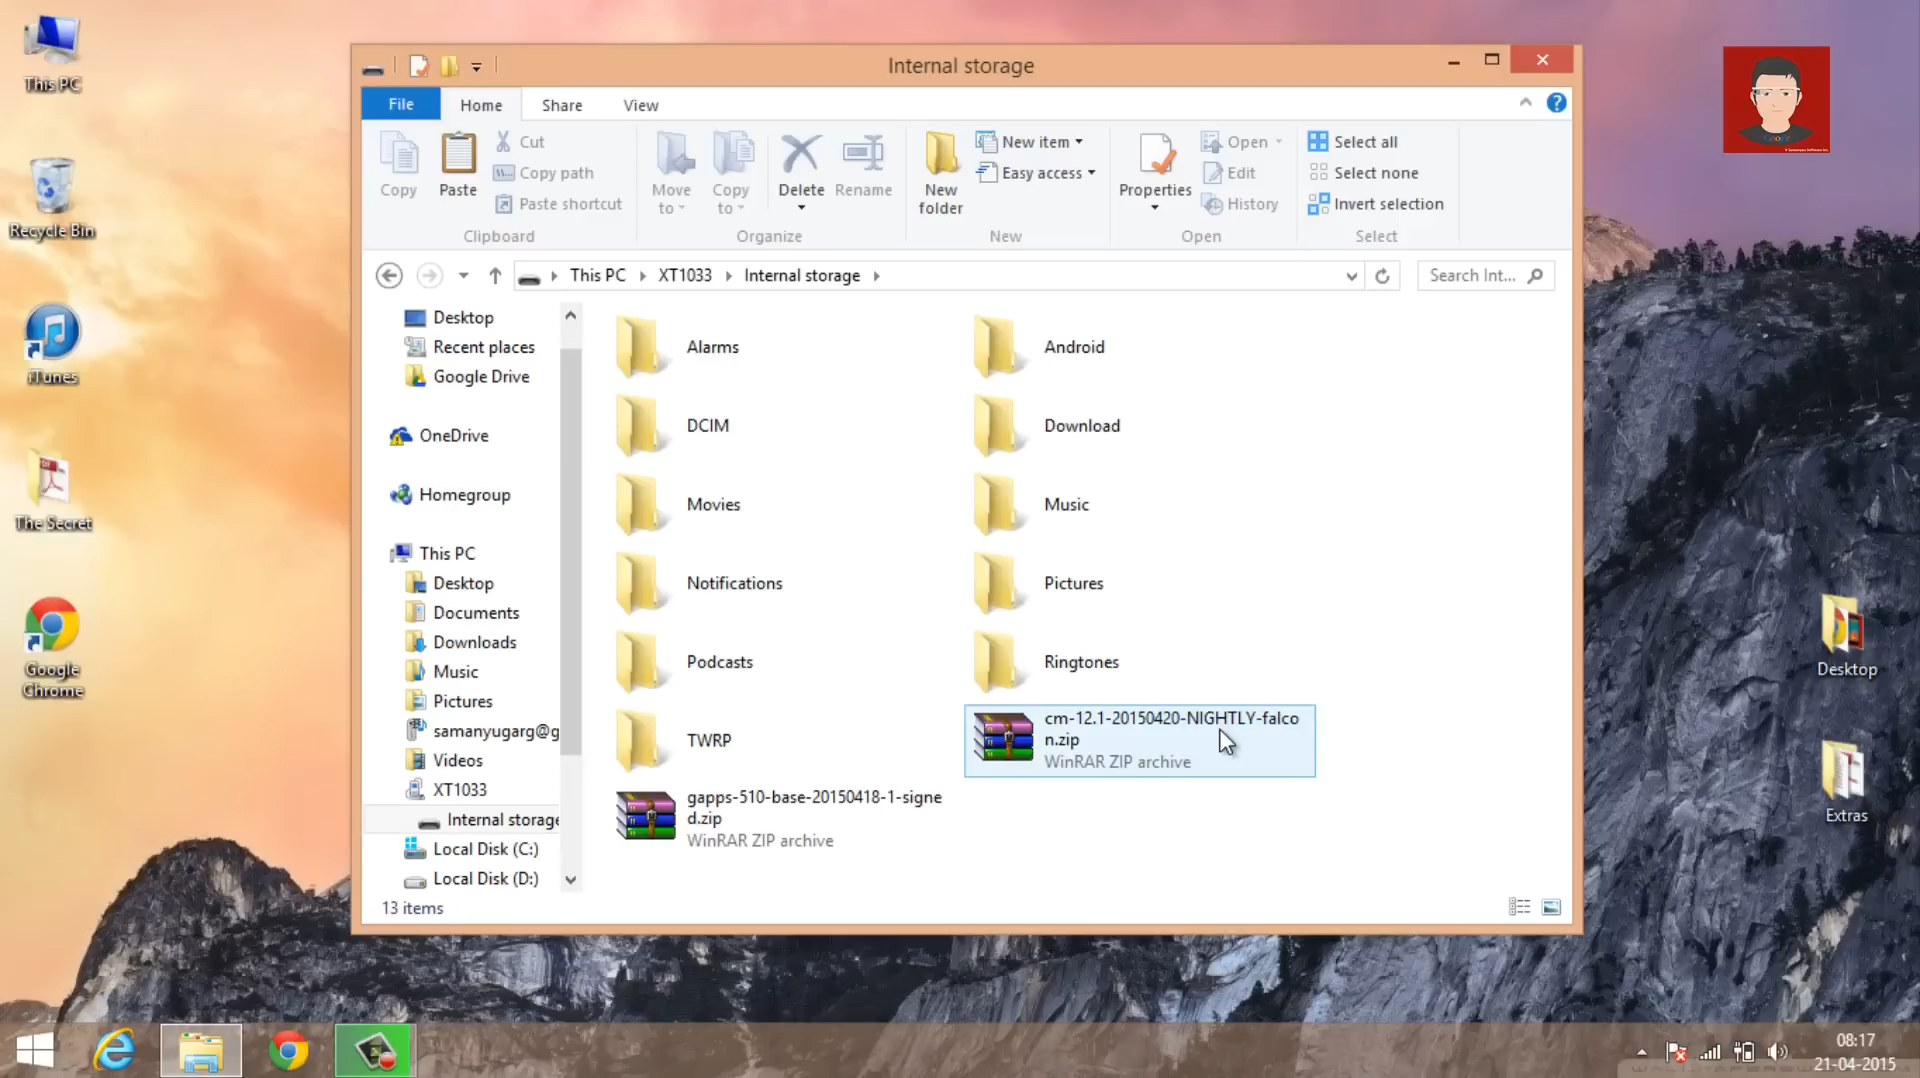 This PC
Recycle Bin
iTunes
The Secret
Google
Chrome
Internal storage
File
Home
Share
View
Copy
Paste
Cut
Copy path
Paste shortcut
Clipboard
Move
to
Copy
to
Delete
Rename
Organize
New
folder
New item
Easy access
New
Properties
Open
Edit
History
Open
Select all
Select none
Invert selection
Select
This PC
XT1033
Internal storage
Search Int...
Desktop
Recent places
Google Drive
OneDrive
Homegroup
This PC
Desktop
Documents
Downloads
Music
Pictures
samanyugarg@g
Videos
XT1033
Internal storage
Local Disk (C:)
Local Disk (D:)
Alarms
Android
DCIM
Download
Movies
Music
Notifications
Pictures
Podcasts
Ringtones
TWRP
cm-12.1-20150420-NIGHTLY-falco
n.zip
WinRAR ZIP archive
gapps-510-base-20150418-1-signe
d.zip
WinRAR ZIP archive
13 items
Desktop
Extras
08:17
21-04-2015